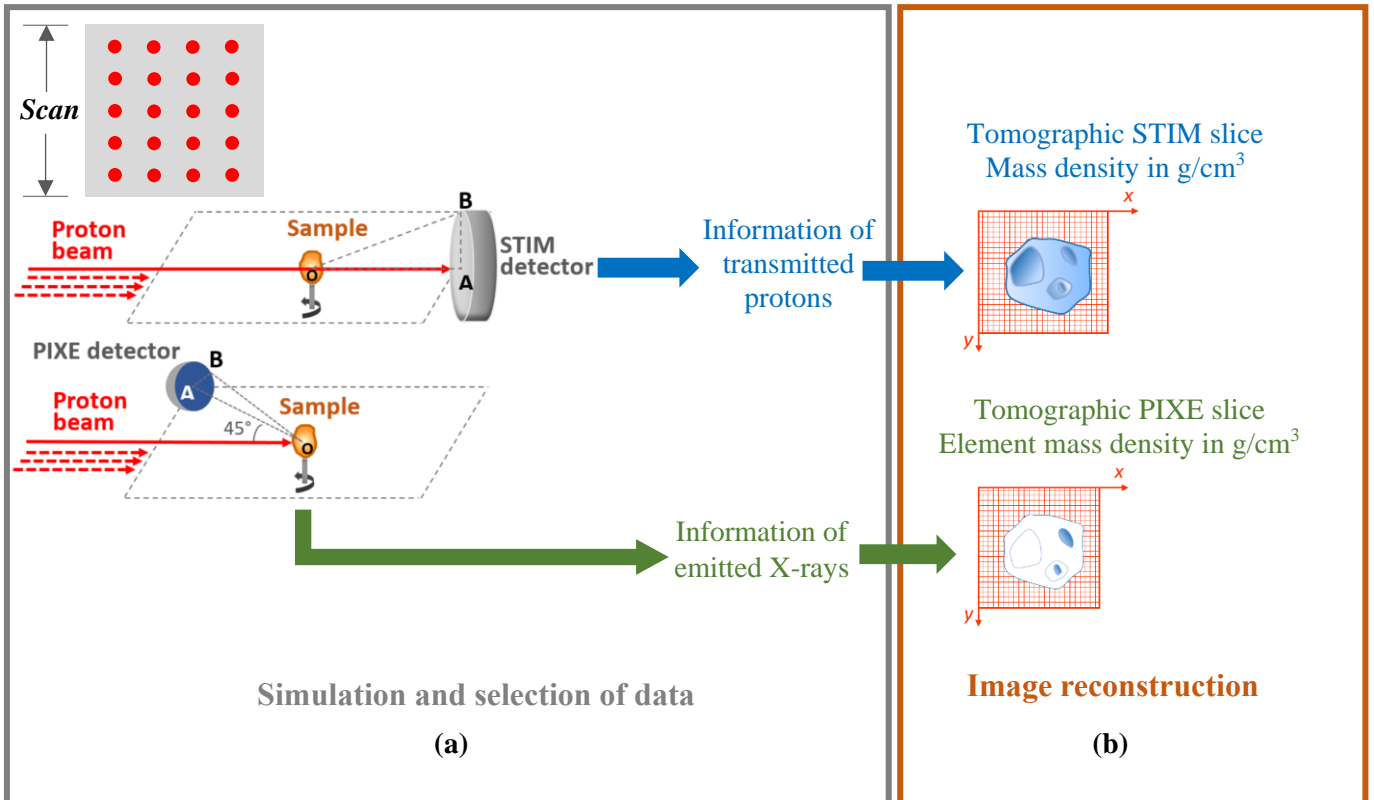 Scan
Proton
beam
Sample
O
B
A
STIM
detector
Information of
transmitted
protons
PIXE detector
B
A
Proton
beam
45°
Sample
O
Information of
emitted X-rays
Simulation and selection of data
(a)
Tomographic STIM slice
Mass density in g/cm³
x
y
Tomographic PIXE slice
Element mass density in g/cm³
x
y
Image reconstruction
(b)